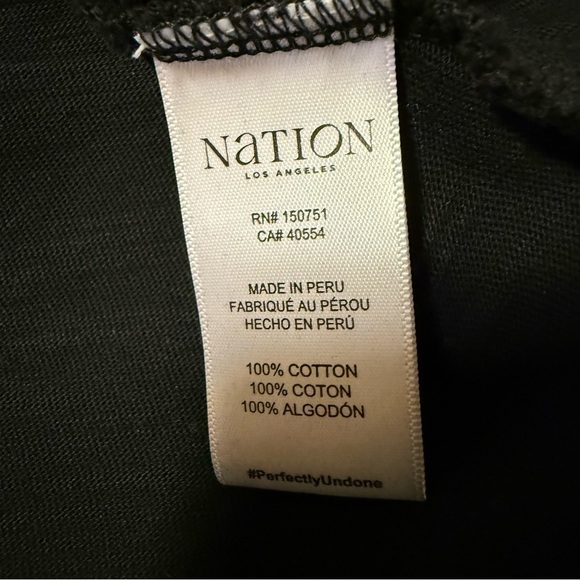 NaTION
LOS ANGELES
RN# 150751
CA# 40554
MADE IN PERU
FABRIQUÉ AU PÉROU
HECHO EN PERÚ
100% COTTON
100% COTON
100% ALGODÓN
#PerfectlyUndone